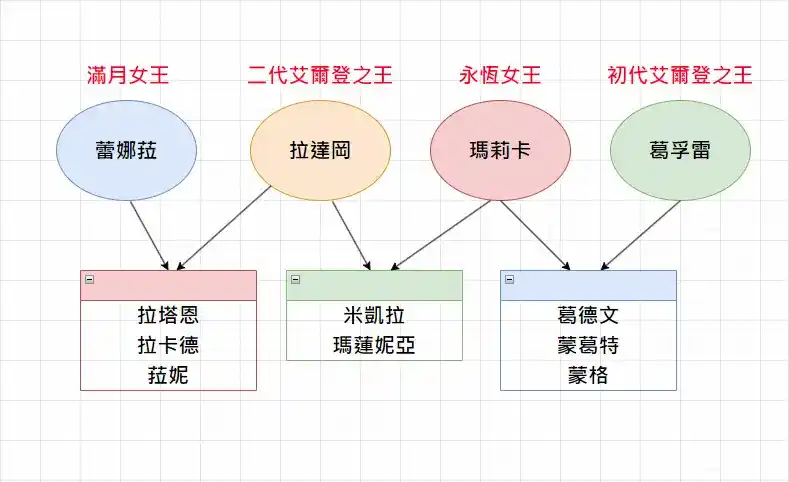 滿月女王
二代艾爾登之王
永恆女王
初代艾爾登之王
蕾娜菈
拉達岡
瑪莉卡
葛孚雷
拉塔恩
拉卡德
菈妮
米凱拉
瑪蓮妮亞
葛德文
蒙葛特
蒙格